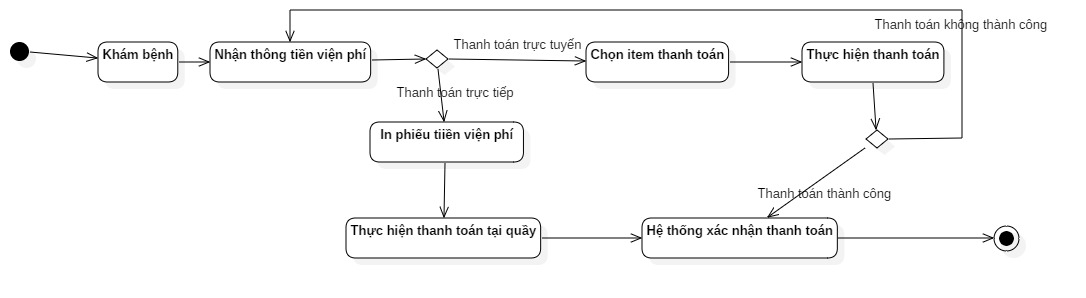 Thanh toán không thành công
Thanh toán trực tuyến
Khám bệnh
Nhận thông tiền viện phí
Chọn item thanh toán
Thực hiện thanh toán
Thanh toán trực tiếp
In phiếu tiiền viện phí
Thanh toán thành công
Thực hiện thanh toán tại quầy
Hệ thống xác nhận thanh toán